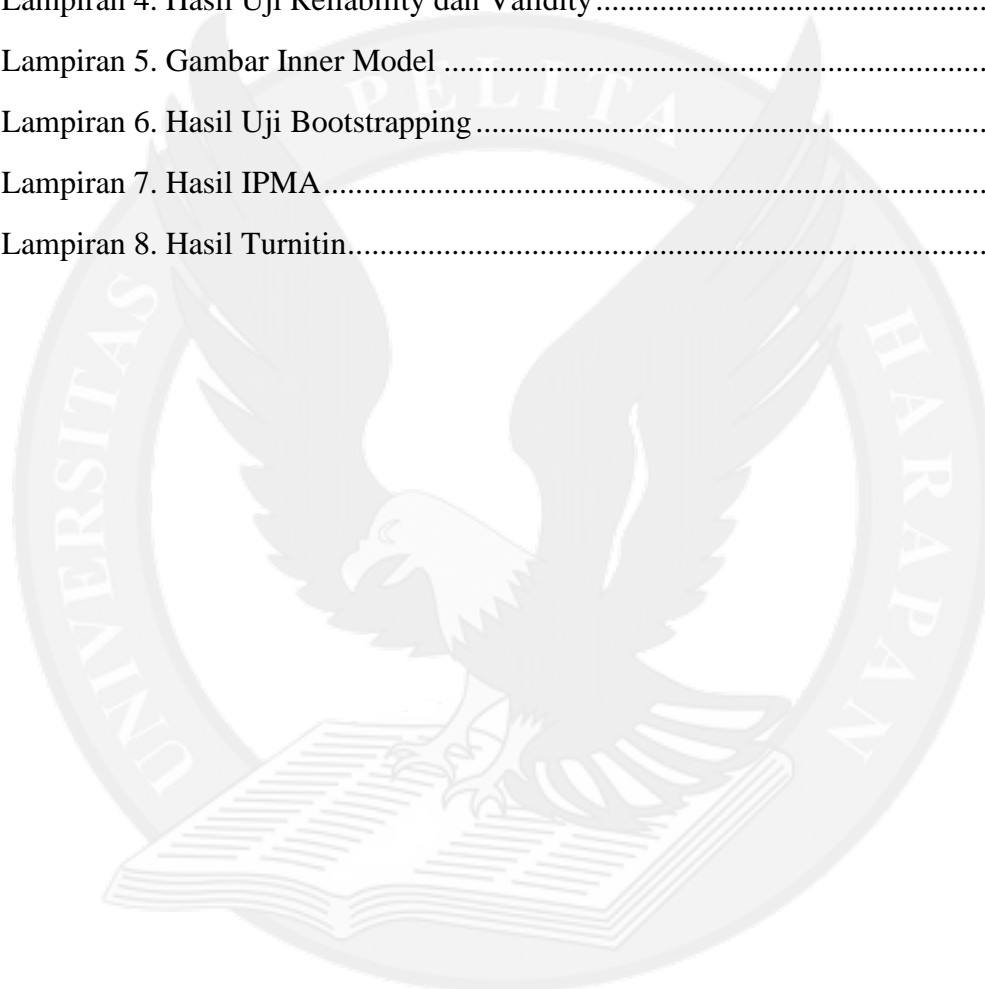 Lampiran 4. Hasil Uji Reliability dan Validity......................................................
Lampiran 5. Gambar Inner Model .........................................................................
Lampiran 6. Hasil Uji Bootstrapping.....................................................................
Lampiran 7. Hasil IPMA.........................................................................................
Lampiran 8. Hasil Turnitin.....................................................................................
UNIVERSITAS PELITA HARAPAN